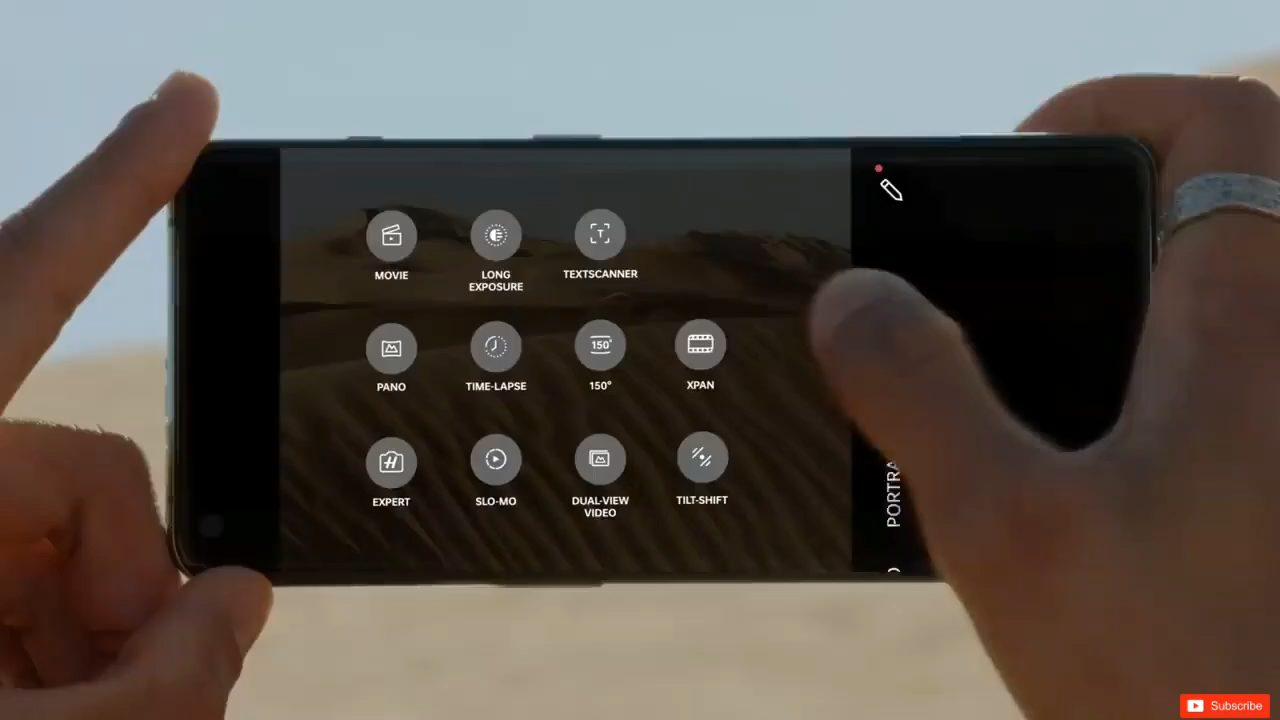 MOVIE
LONG
EXPOSURE
TEXTSCANNER
T
PANO
TIME-LAPSE
150°
150°
XPAN
EXPERT
SLO-MO
DUAL-VIEW
VIDEO
TILT-SHIFT
Subscribe